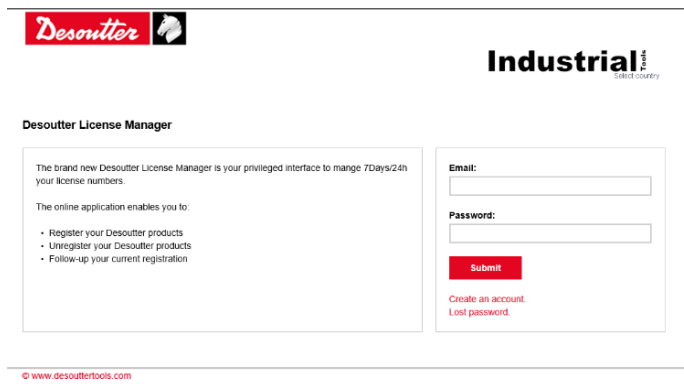 Desoutter
Industrial Tools
Select country
Desoutter License Manager
The brand new Desoutter License Manager is your privileged interface to mange 7Days/24h
your license numbers.
The online application enables you to:
• Register your Desoutter products
• Unregister your Desoutter products
• Follow-up your current registration
Email:
Password:
Submit
Create an account.
Lost password.
© www.desouttertools.com